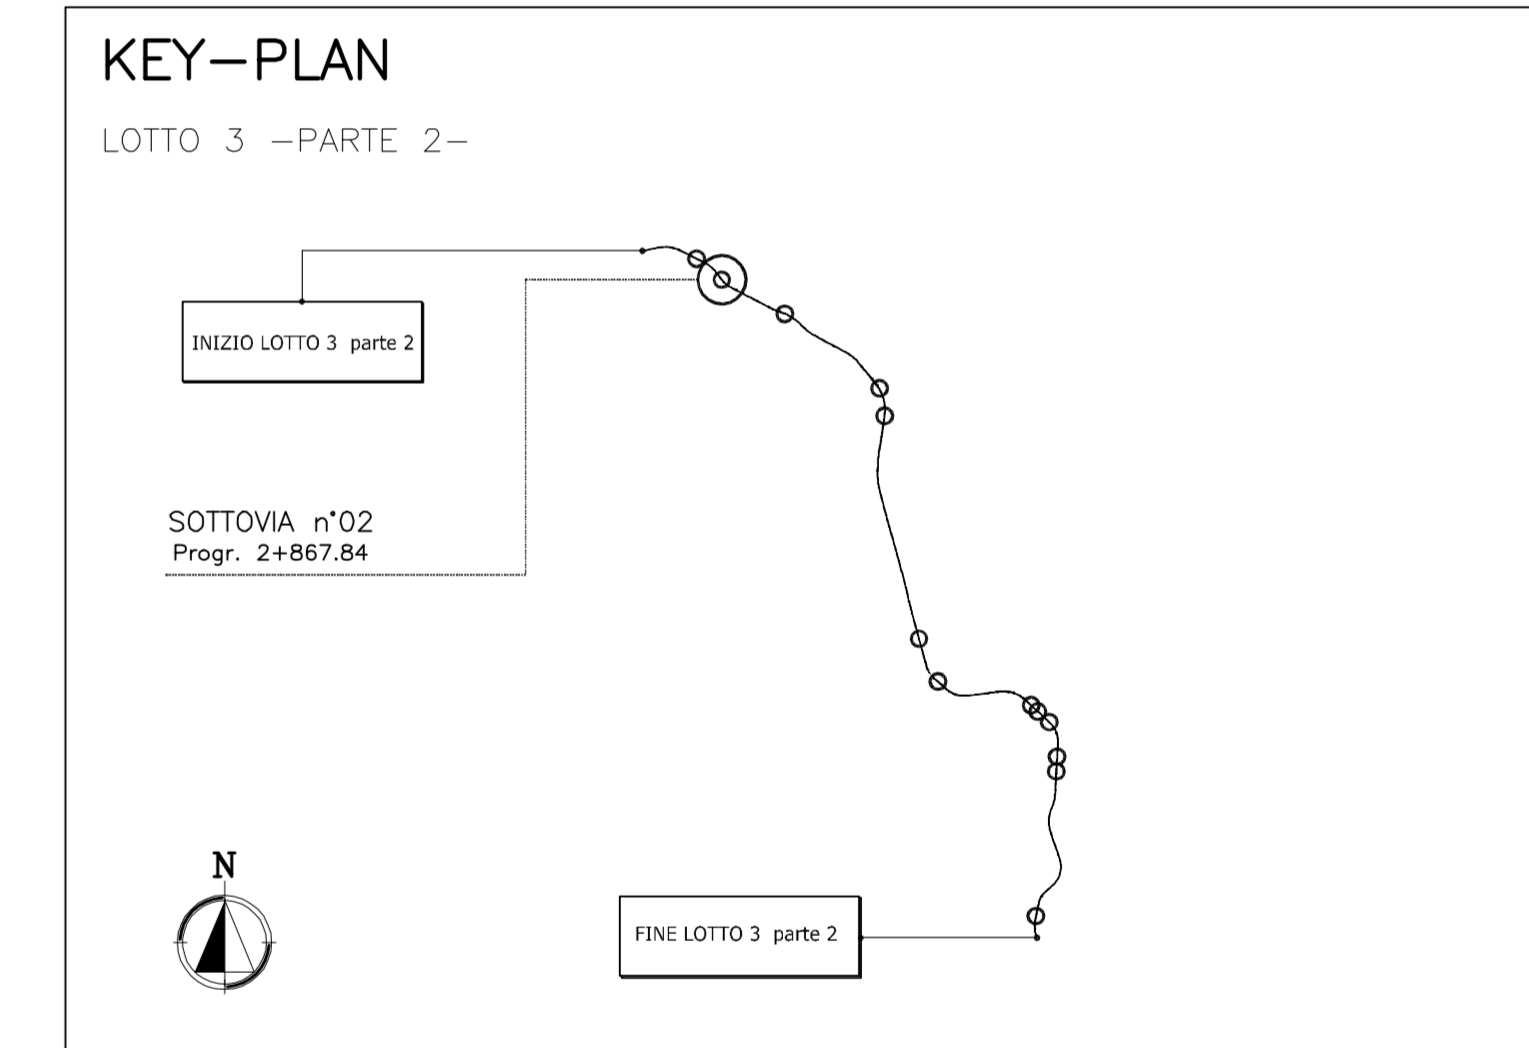 KEY-PLAN
LOTTO 3 -PARTE 2-
INIZIO LOTTO 3 parte 2
SOTTOVIA n°02
Progr. 2+867.84
N
FINE LOTTO 3 parte 2